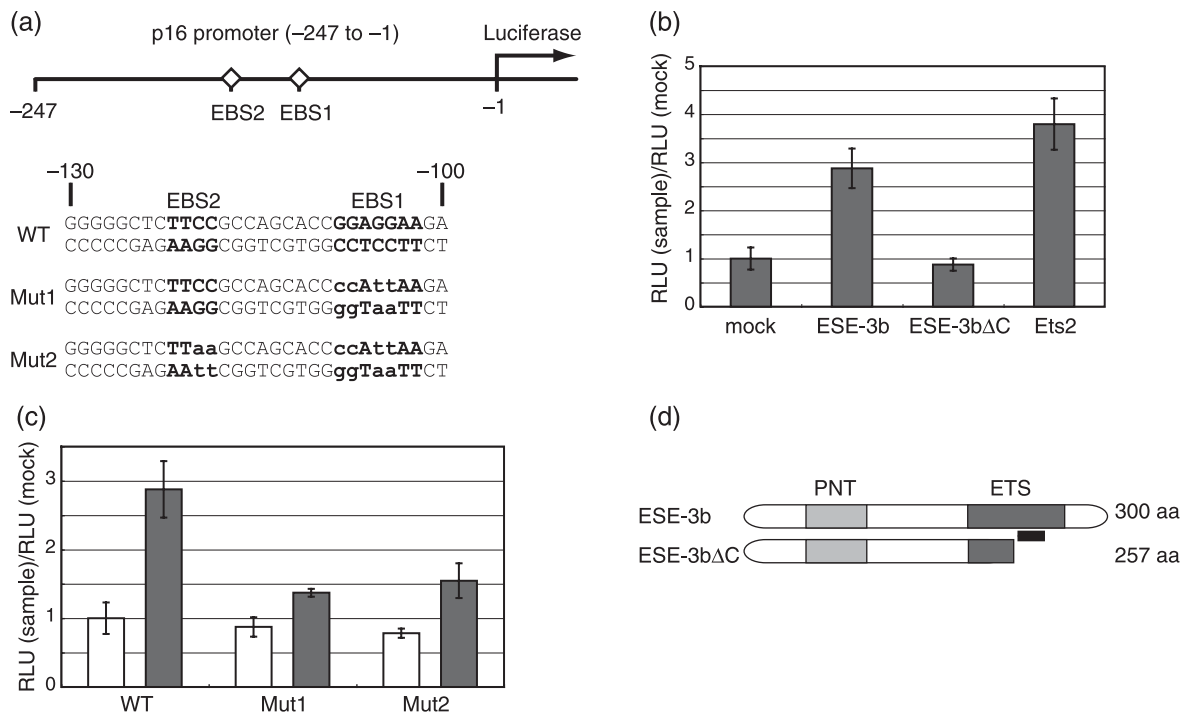 (a)
p16 promoter (–247 to –1)
Luciferase
–247
EBS2
EBS1
–1
–130
–100
EBS2
EBS1
WT
GGGGGCTCTTCCGCCAGCACCGGAGGAAGA
CCCCCGAGAAGGCGGTCGTGGCCTCCTTCT
Mut1
GGGGGCTCTTCCGCCAGCACCccAttAAGA
CCCCCGAGAAGGCGGTCGTGGggTaaTTCT
Mut2
GGGGGCTCTTaaGCCAGCACCccAttAAGA
CCCCCGAGAAttCGGTCGTGGggTaaTTCT
(b)
RLU (sample)/RLU (mock)
5
4
3
2
1
0
mock
ESE-3b
ESE-3bΔC
Ets2
(c)
RLU (sample)/RLU (mock)
3
2
1
0
WT
Mut1
Mut2
(d)
PNT
ETS
ESE-3b
300 aa
ESE-3bΔC
257 aa